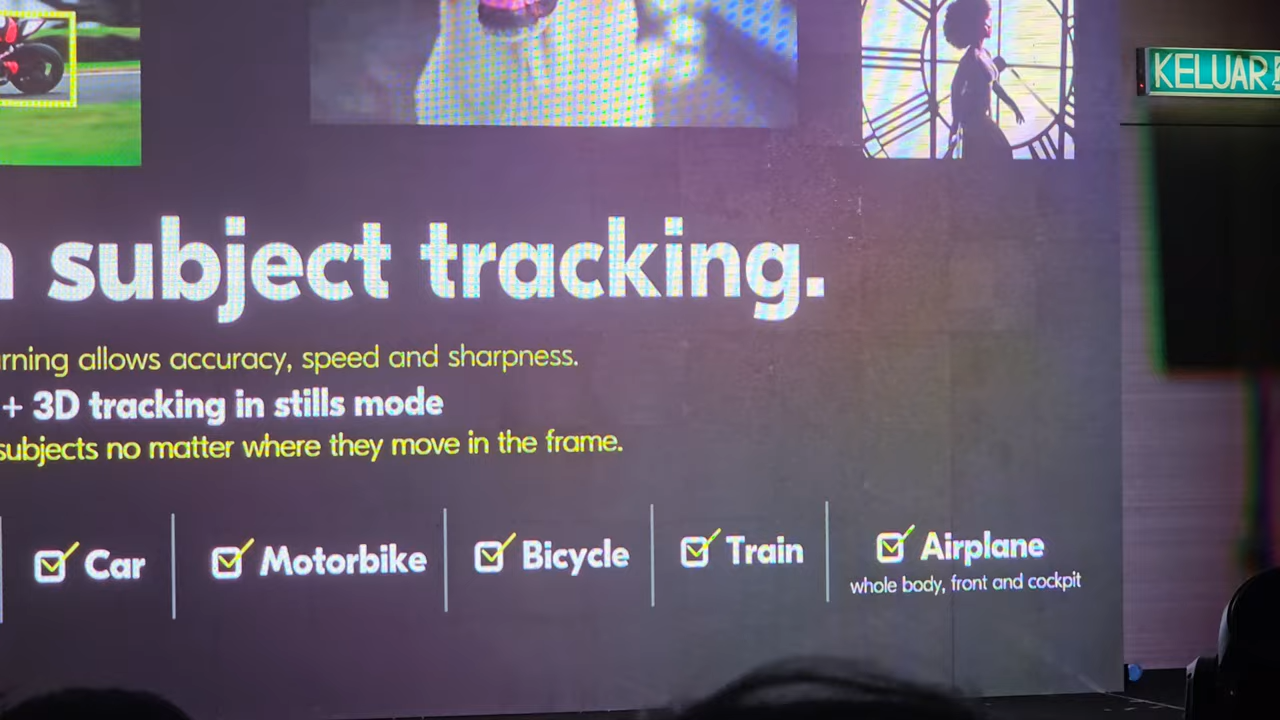 KELUAR
subject tracking.
allows accuracy, speed and sharpness.
+ 3D tracking in stills mode
subjects no matter where they move in the frame.
Car
Motorbike
Bicycle
Train
Airplane
whole body, front and cockpit